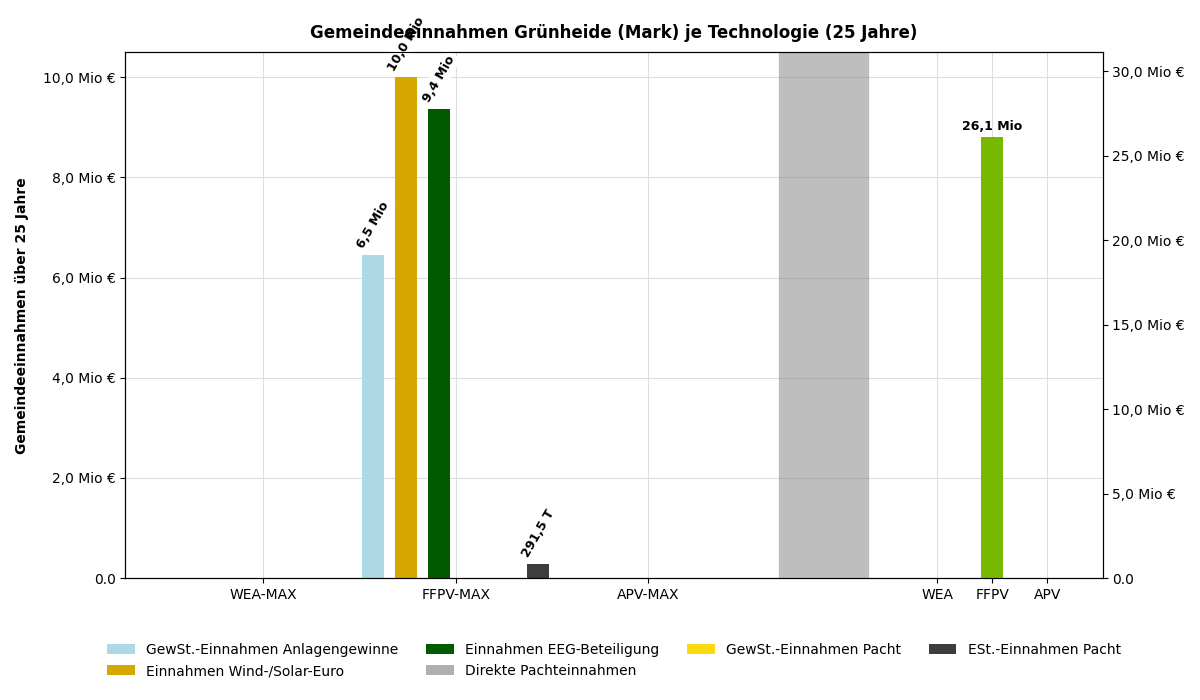 Gemeindeeinnahmen Grünheide (Mark) je Technologie (25 Jahre)
Gemeindeeinnahmen über 25 Jahre
10,0 Mio €
8,0 Mio €
6,0 Mio €
4,0 Mio €
2,0 Mio €
0.0
6,5 Mio
10,0 Mio
9,4 Mio
291,5 T
26,1 Mio
30,0 Mio €
25,0 Mio €
20,0 Mio €
15,0 Mio €
10,0 Mio €
5,0 Mio €
0.0
WEA-MAX
FFPV-MAX
APV-MAX
WEA
FFPV
APV
GewSt.-Einnahmen Anlagengewinne
Einnahmen Wind-/Solar-Euro
Einnahmen EEG-Beteiligung
Direkte Pachteinnahmen
GewSt.-Einnahmen Pacht
ESt.-Einnahmen Pacht